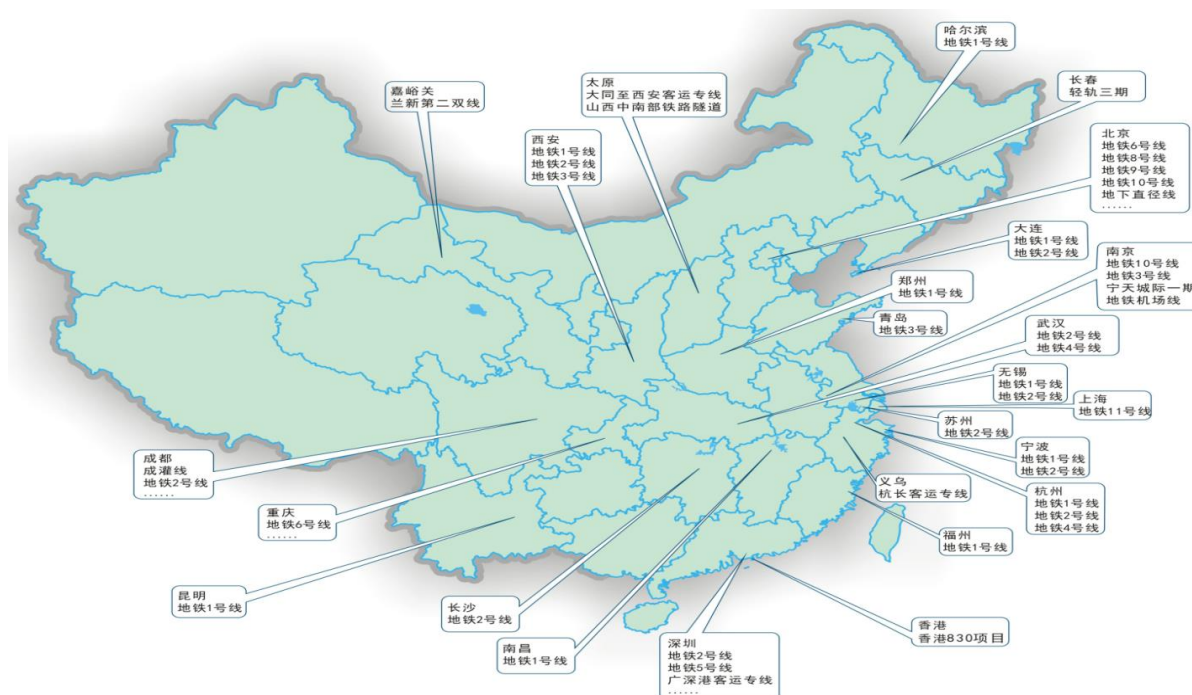 哈尔滨
地铁1号线
长春
轻轨三期
嘉峪关
兰新第二双线
太原
大同至西安客运专线
山西中南部铁路隧道
西安
地铁1号线
地铁2号线
地铁3号线
北京
地铁6号线
地铁8号线
地铁9号线
地铁10号线
地下直径线
……
大连
地铁1号线
地铁2号线
南京
地铁10号线
地铁3号线
宁天城际一期
地铁机场线
郑州
地铁1号线
青岛
地铁3号线
武汉
地铁2号线
地铁4号线
无锡
地铁1号线
地铁2号线
上海
地铁11号线
苏州
地铁2号线
宁波
地铁1号线
地铁2号线
成都
成灌线
地铁2号线
……
义乌
杭长客运专线
杭州
地铁1号线
地铁2号线
地铁4号线
重庆
地铁6号线
……
福州
地铁1号线
昆明
地铁1号线
长沙
地铁2号线
南昌
地铁1号线
深圳
地铁2号线
地铁5号线
广深港客运专线
……
香港
香港830项目